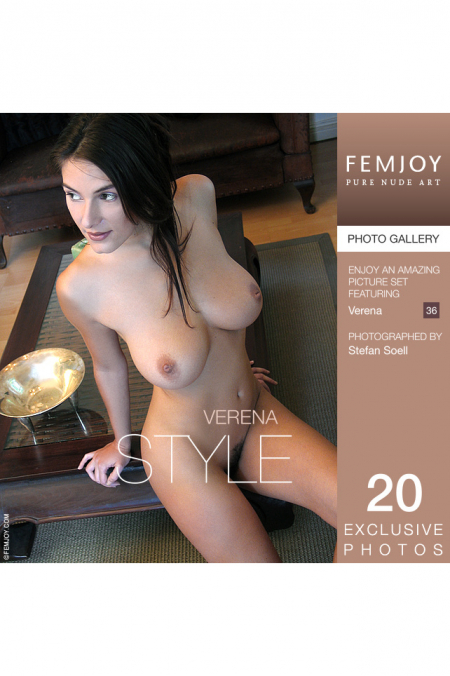 FEMJOY
PURE NUDE ART
PHOTO GALLERY
ENJOY AN AMAZING
PICTURE SET
FEATURING
Verena 36
PHOTOGRAPHED BY
Stefan Soell
VERENA
STYLE
20
EXCLUSIVE
PHOTOS
©FEMJOY.COM